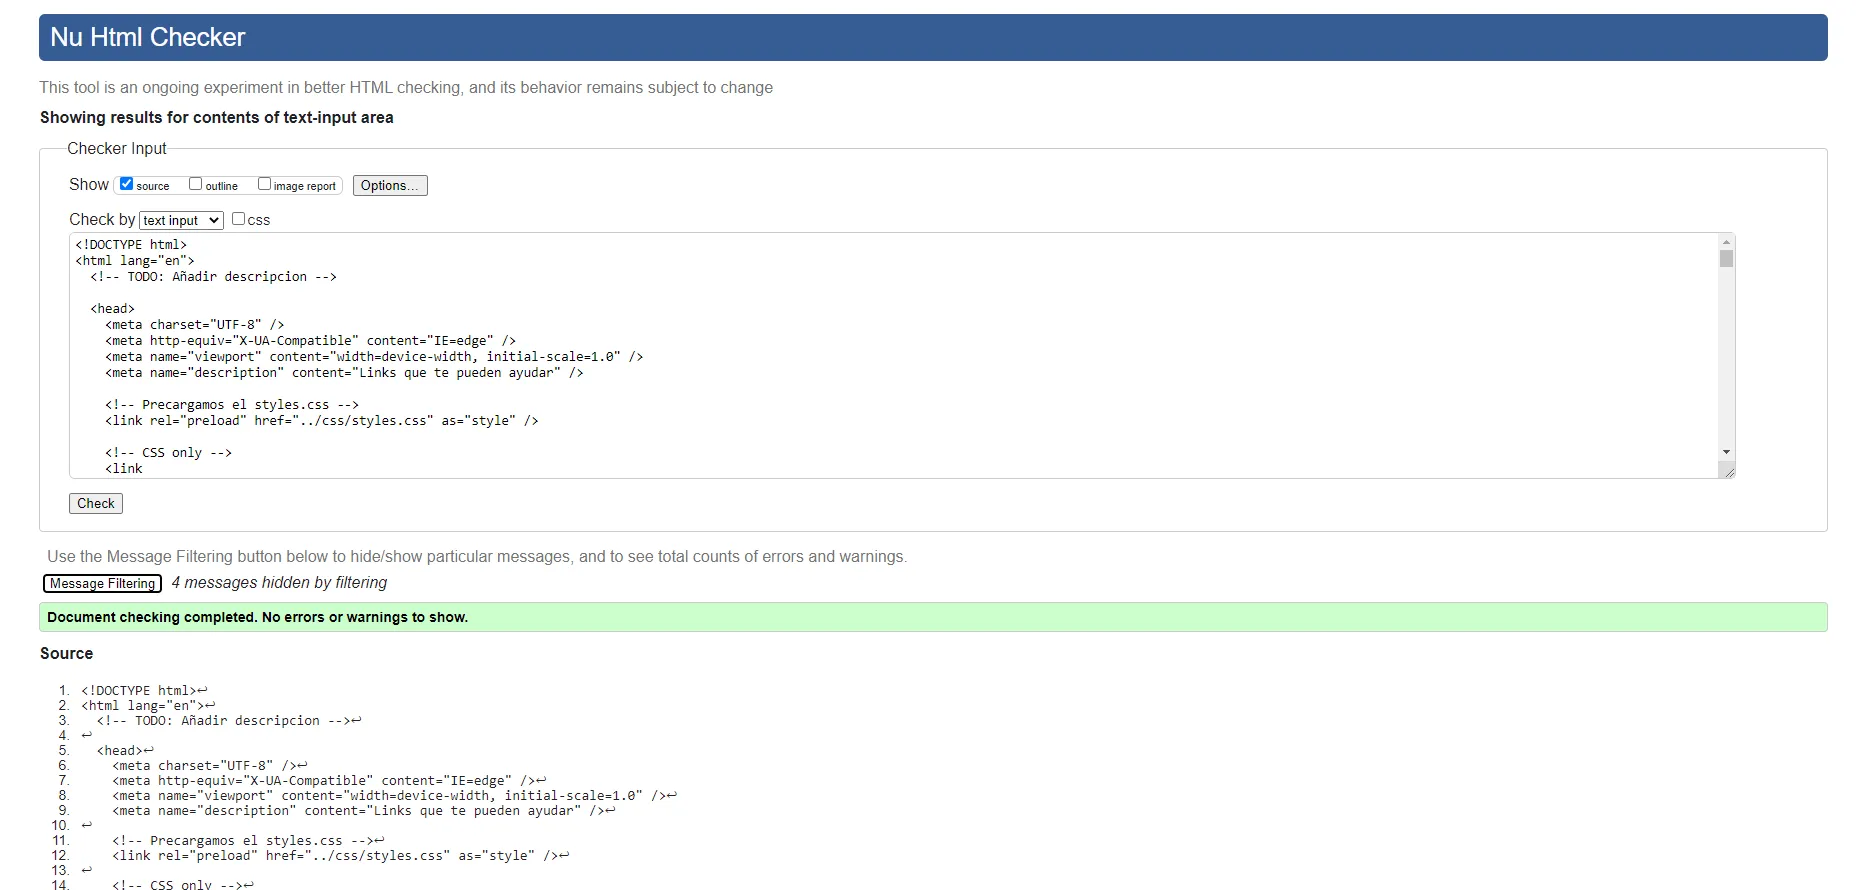 Nu Html Checker
This tool is an ongoing experiment in better HTML checking, and its behavior remains subject to change
Showing results for contents of text-input area
Checker Input
Show source outline image report Options...
Check by text input css
<!DOCTYPE html>
<html lang="en">
<!-- TODO: Añadir descripcion -->
<head>
<meta charset="UTF-8" />
<meta http-equiv="X-UA-Compatible" content="IE=edge" />
<meta name="viewport" content="width=device-width, initial-scale=1.0" />
<meta name="description" content="Links que te pueden ayudar" />
<!-- Precargamos el styles.css -->
<link rel="preload" href="../css/styles.css" as="style" />
<!-- CSS only -->
<link
Check
Use the Message Filtering button below to hide/show particular messages, and to see total counts of errors and warnings.
Message Filtering 4 messages hidden by filtering
Document checking completed. No errors or warnings to show.
Source
1. <!DOCTYPE html>↩
2. <html lang="en">↩
3. <!-- TODO: Añadir descripcion -->↩
4. ↩
5. <head>↩
6. <meta charset="UTF-8" />↩
7. <meta http-equiv="X-UA-Compatible" content="IE=edge" />↩
8. <meta name="viewport" content="width=device-width, initial-scale=1.0" />↩
9. <meta name="description" content="Links que te pueden ayudar" />↩
10. ↩
11. <!-- Precargamos el styles.css -->↩
12. <link rel="preload" href="../css/styles.css" as="style" />↩
13. ↩
14. <!-- CSS only -->↩